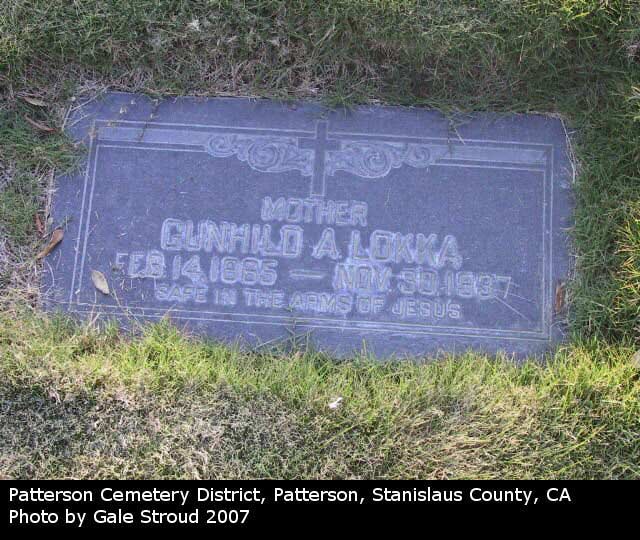 MOTHER
GUNHILD A. LOKKA
FEB. 14, 1865 — NOV. 30, 1937
SAFE IN THE ARMS OF JESUS
Patterson Cemetery District, Patterson, Stanislaus County, CA
Photo by Gale Stroud 2007